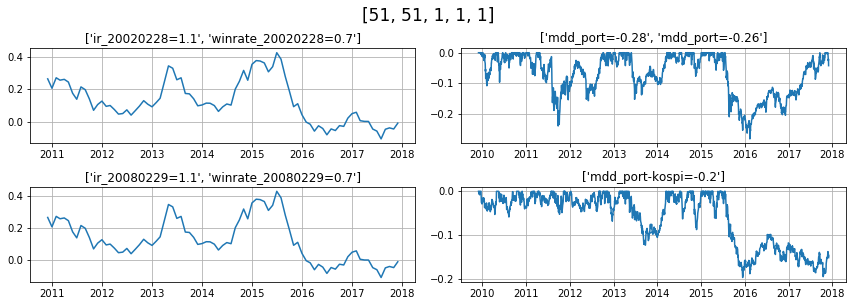 [51, 51, 1, 1, 1]
['ir_20020228=1.1', 'winrate_20020228=0.7']
0.4
0.2
0.0
2011 2012 2013 2014 2015 2016 2017 2018
['mdd_port=-0.28', 'mdd_port=-0.26']
0.0
−0.1
−0.2
2010 2011 2012 2013 2014 2015 2016 2017 2018
['ir_20080229=1.1', 'winrate_20080229=0.7']
0.4
0.2
0.0
2011 2012 2013 2014 2015 2016 2017 2018
['mdd_port-kospi=-0.2']
0.0
−0.1
−0.2
2010 2011 2012 2013 2014 2015 2016 2017 2018